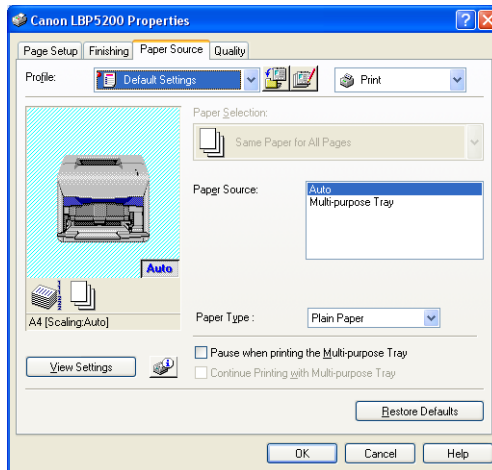 Canon LBP5200 Properties
Page Setup Finishing Paper Source Quality
Profile: Default Settings Print
Paper Selection:
Same Paper for All Pages
Paper Source: Auto
Multi-purpose Tray
Auto
A4 [Scaling:Auto]
Paper Type : Plain Paper
View Settings
Pause when printing the Multi-purpose Tray
Continue Printing with Multi-purpose Tray
Restore Defaults
OK Cancel Help